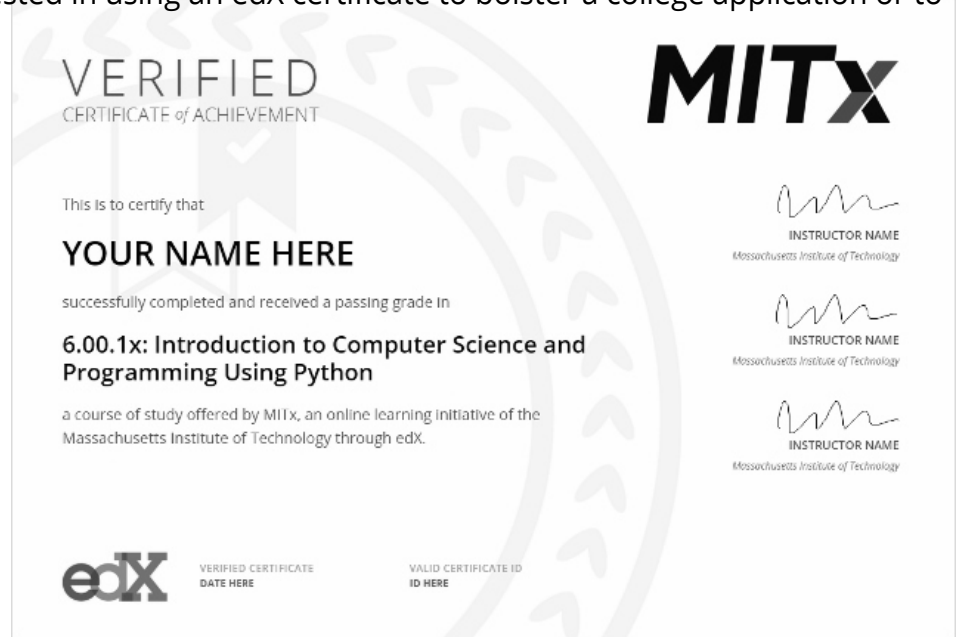 ested in using an edX certificate to bolster a college application or to
VERIFIED
CERTIFICATE of ACHIEVEMENT
MITx
This is to certify that
YOUR NAME HERE
successfully completed and received a passing grade in
6.00.1x: Introduction to Computer Science and
Programming Using Python
a course of study offered by MITx, an online learning initiative of the
Massachusetts Institute of Technology through edX.
INSTRUCTOR NAME
Massachusetts Institute of Technology
INSTRUCTOR NAME
Massachusetts Institute of Technology
INSTRUCTOR NAME
Massachusetts Institute of Technology
edX
VERIFIED CERTIFICATE
DATE HERE
VALID CERTIFICATE ID
ID HERE